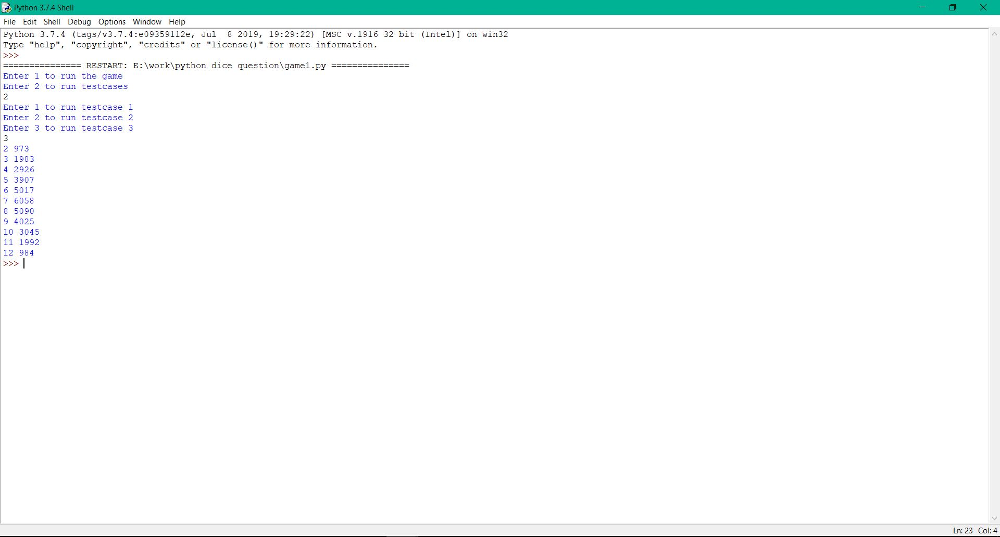 Python 3.7.4 Shell
File Edit Shell Debug Options Window Help
Python 3.7.4 (tags/v3.7.4:e09359112e, Jul  8 2019, 19:29:22) [MSC v.1916 32 bit (Intel)] on win32
Type "help", "copyright", "credits" or "license()" for more information.
>>>
=============== RESTART: E:\work\python dice question\game1.py ===============
Enter 1 to run the game
Enter 2 to run testcases
2
Enter 1 to run testcase 1
Enter 2 to run testcase 2
Enter 3 to run testcase 3
3
2 973
3 1983
4 2926
5 3907
6 5017
7 6058
8 5090
9 4025
10 3045
11 1992
12 984
>>>
Ln: 23 Col: 4